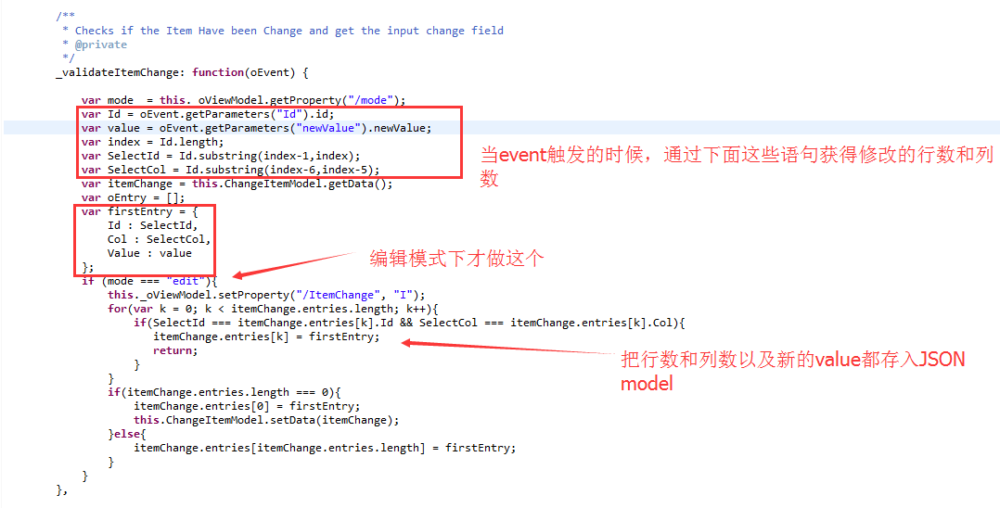 /**
 * Checks if the Item Have been Change and get the input change field
 * @private
 */
_validateItemChange: function(oEvent) {
var mode  = this. oViewModel.getProperty("/mode");
var Id = oEvent.getParameters("Id").id;
var value = oEvent.getParameters("newValue").newValue;
var index = Id.length;
var SelectId = Id.substring(index-1,index);
var SelectCol = Id.substring(index-6,index-5);
当event触发的时候，通过下面这些语句获得修改的行数和列
数
var itemChange = this.ChangeItemModel.getData();
var oEntry = [];
var firstEntry = {
Id : SelectId,
Col : SelectCol,
Value : value
};
编辑模式下才做这个
if (mode === "edit"){
this._oViewModel.setProperty("/ItemChange", "I");
for(var k = 0; k < itemChange.entries.length; k++){
if(SelectId === itemChange.entries[k].Id && SelectCol === itemChange.entries[k].Col){
itemChange.entries[k] = firstEntry;
return;
}
}
把行数和列数以及新的value都存入JSON
model
if(itemChange.entries.length === 0){
itemChange.entries[0] = firstEntry;
this.ChangeItemModel.setData(itemChange);
}else{
itemChange.entries[itemChange.entries.length] = firstEntry;
}
}
},